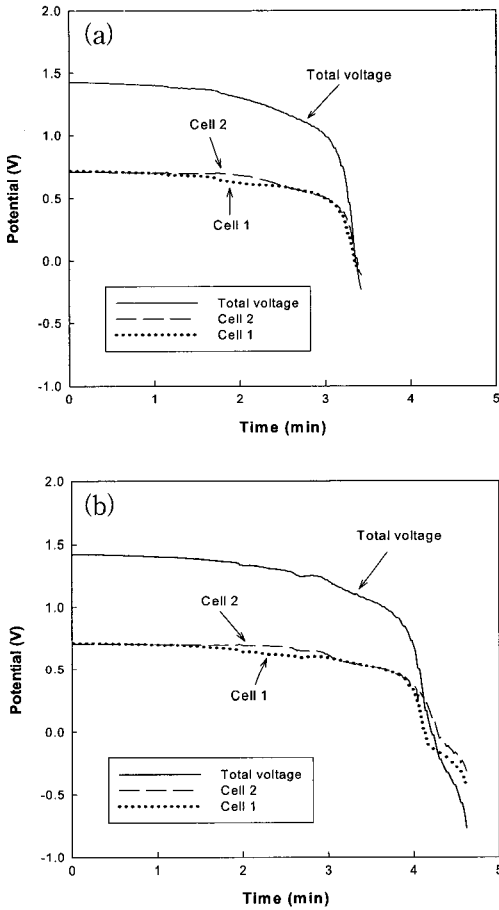 (a)
2.0
1.5
1.0
0.5
0.0
-0.5
-1.0
Potential (V)
Total voltage
Cell 2
Cell 1
Total voltage
Cell 2
Cell 1
0 1 2 3 4 5
Time (min)
(b)
2.0
1.5
1.0
0.5
0.0
-0.5
-1.0
Potential (V)
Total voltage
Cell 2
Cell 1
Total voltage
Cell 2
Cell 1
0 1 2 3 4 5
Time (min)